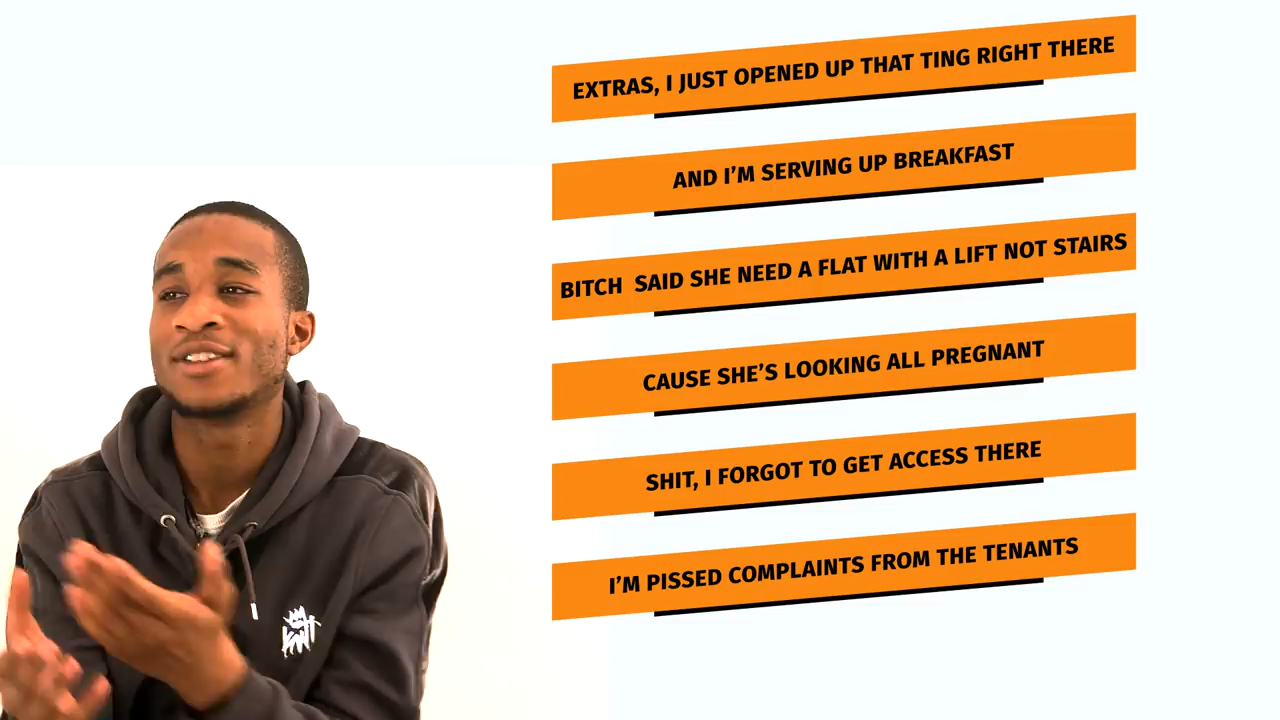 EXTRAS, I JUST OPENED UP THAT TING RIGHT THERE
AND I'M SERVING UP BREAKFAST
BITCH SAID SHE NEED A FLAT WITH A LIFT NOT STAIRS
CAUSE SHE'S LOOKING ALL PREGNANT
SHIT, I FORGOT TO GET ACCESS THERE
I'M PISSED COMPLAINTS FROM THE TENANTS